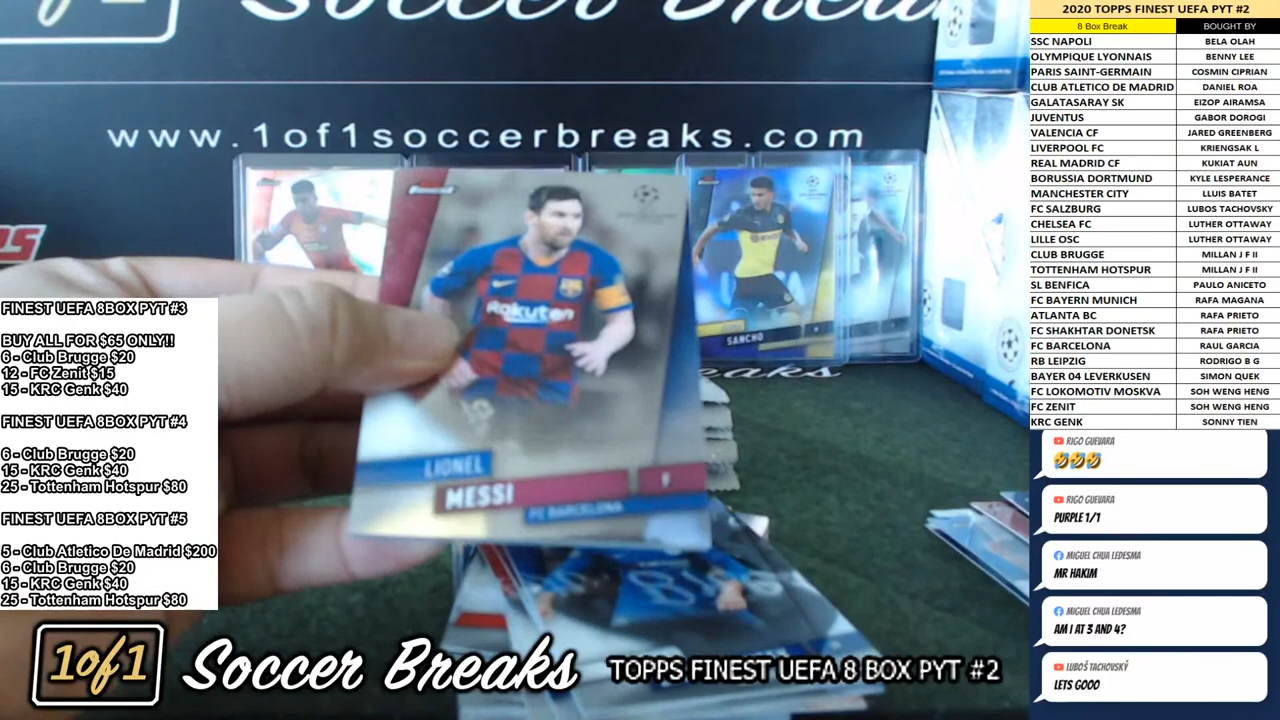 Soccer Breaks
www.1of1soccerbreaks.com
SANCHO
Rakuten
LIONEL
MESSI
F
FC BARCELONA
FINEST UEFA 8BOX PYT #3
BUY ALL FOR $65 ONLY!!
6 - Club Brugge $20
12 - FC Zenit $15
15 - KRC Genk $40
FINEST UEFA 8BOX PYT #4
6 - Club Brugge $20
15 - KRC Genk $40
25 - Tottenham Hotspur $80
FINEST UEFA 8BOX PYT #5
5 - Club Atletico De Madrid $200
6 - Club Brugge $20
15 - KRC Genk $40
25 - Tottenham Hotspur $80
1of1 Soccer Breaks TOPPS FINEST UEFA 8 BOX PYT #2
2020 TOPPS FINEST UEFA PYT #2
8 Box Break BOUGHT BY
SSC NAPOLI BELA OLAH
OLYMPIQUE LYONNAIS BENNY LEE
PARIS SAINT-GERMAIN COSMIN CIPRIAN
CLUB ATLETICO DE MADRID DANIEL ROA
GALATASARAY SK EIZOP AIRAMSA
JUVENTUS GABOR DOROGI
VALENCIA CF JARED GREENBERG
LIVERPOOL FC KRIENGSAK L
REAL MADRID CF KUKIAT AUN
BORUSSIA DORTMUND KYLE LESPERANCE
MANCHESTER CITY LLUIS BATET
FC SALZBURG LUBOS TACHOVSKY
CHELSEA FC LUTHER OTTAWAY
LILLE OSC LUTHER OTTAWAY
CLUB BRUGGE MILLAN J F II
TOTTENHAM HOTSPUR MILLAN J F II
SL BENFICA PAULO ANICETO
FC BAYERN MUNICH RAFA MAGANA
ATLANTA BC RAFA PRIETO
FC SHAKHTAR DONETSK RAFA PRIETO
FC BARCELONA RAUL GARCIA
RB LEIPZIG RODRIGO B G
BAYER 04 LEVERKUSEN SIMON QUEK
FC LOKOMOTIV MOSKVA SOH WENG HENG
FC ZENIT SOH WENG HENG
KRC GENK SONNY TIEN
RIGO GUEVARA
🤣🤣🤣
RIGO GUEVARA
PURPLE 1/1
MIGUEL CHUA LEDESMA
MR HAKIM
MIGUEL CHUA LEDESMA
AM I AT 3 AND 4?
LUBOŠ TACHOVSKÝ
LETS GOOO